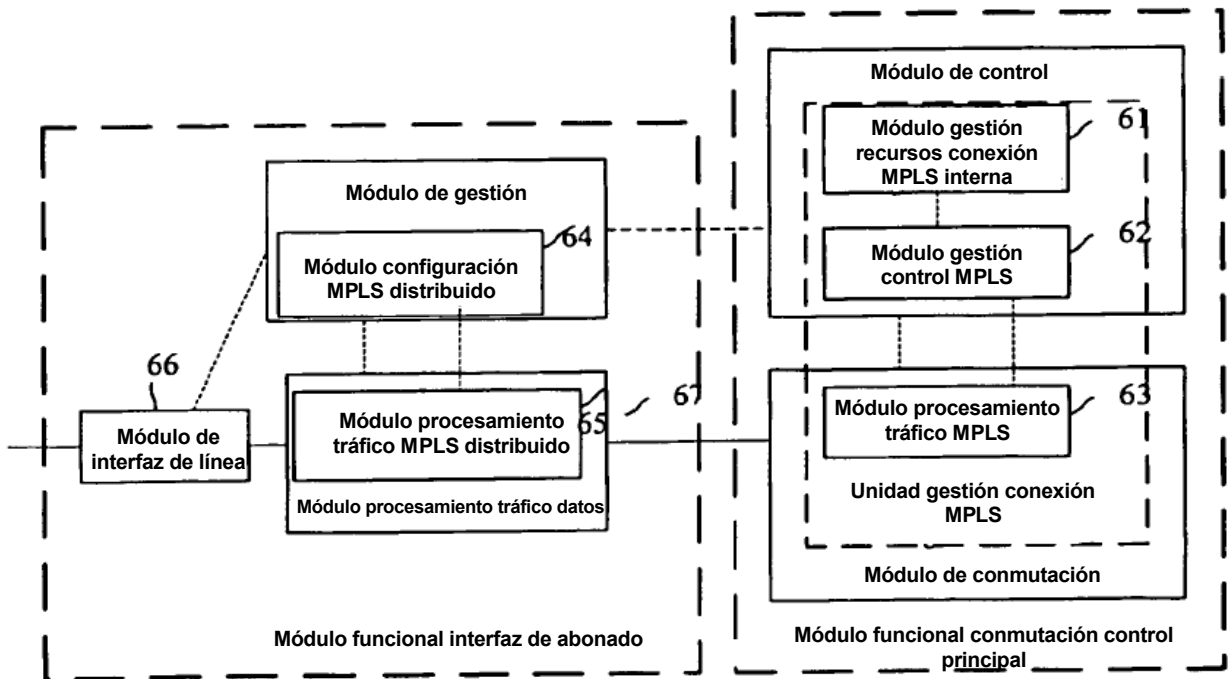 Módulo de control
Módulo gestión
recursos conexión
MPLS interna
61
Módulo gestión
control MPLS
62
Módulo de gestión
64
Módulo configuración
MPLS distribuido
66
Módulo de
interfaz de línea
Módulo procesamiento
tráfico MPLS distribuido
65
67
Módulo procesamiento tráfico datos
Módulo procesamiento
tráfico MPLS
63
Unidad gestión conexión
MPLS
Módulo de conmutación
Módulo funcional interfaz de abonado
Módulo funcional conmutación control
principal